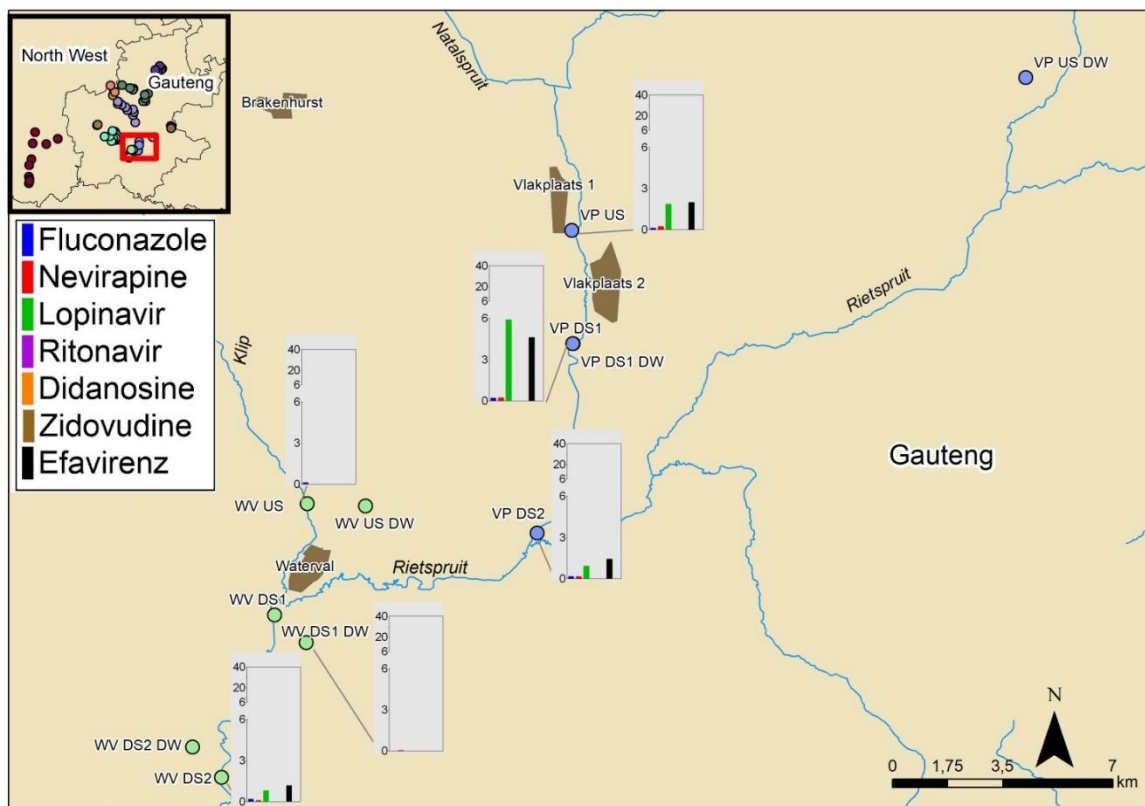 North West
Gauteng
Natalspruit
VP US DW
Brakenhurst
40
20
6
6
3
0
Vlakplaats 1
VP US
Fluconazole
Nevirapine
Lopinavir
Ritonavir
Didanosine
Zidovudine
Efavirenz
40
20
6
6
3
0
Vlakplaats 2
Rietspruit
VP DS1
VP DS1 DW
Klip
40
20
6
6
3
0
40
20
6
6
3
0
Gauteng
WV US
WV US DW
VP DS2
Waterval
Rietspruit
WV DS1
WV DS1 DW
40
20
6
6
3
0
40
20
6
6
3
0
WV DS2 DW
WV DS2
N
0 1,75 3,5 7
km